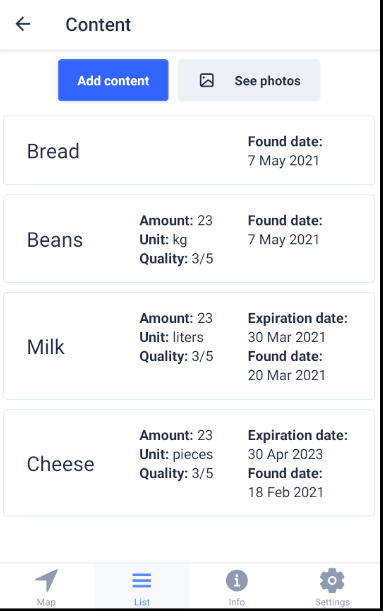 Content
Add content
See photos
Bread
Found date:
7 May 2021
Beans
Amount: 23
Unit: kg
Quality: 3/5
Found date:
7 May 2021
Milk
Amount: 23
Unit: liters
Quality: 3/5
Expiration date:
30 Mar 2021
Found date:
20 Mar 2021
Cheese
Amount: 23
Unit: pieces
Quality: 3/5
Expiration date:
30 Apr 2023
Found date:
18 Feb 2021
Map
List
Info
Settings